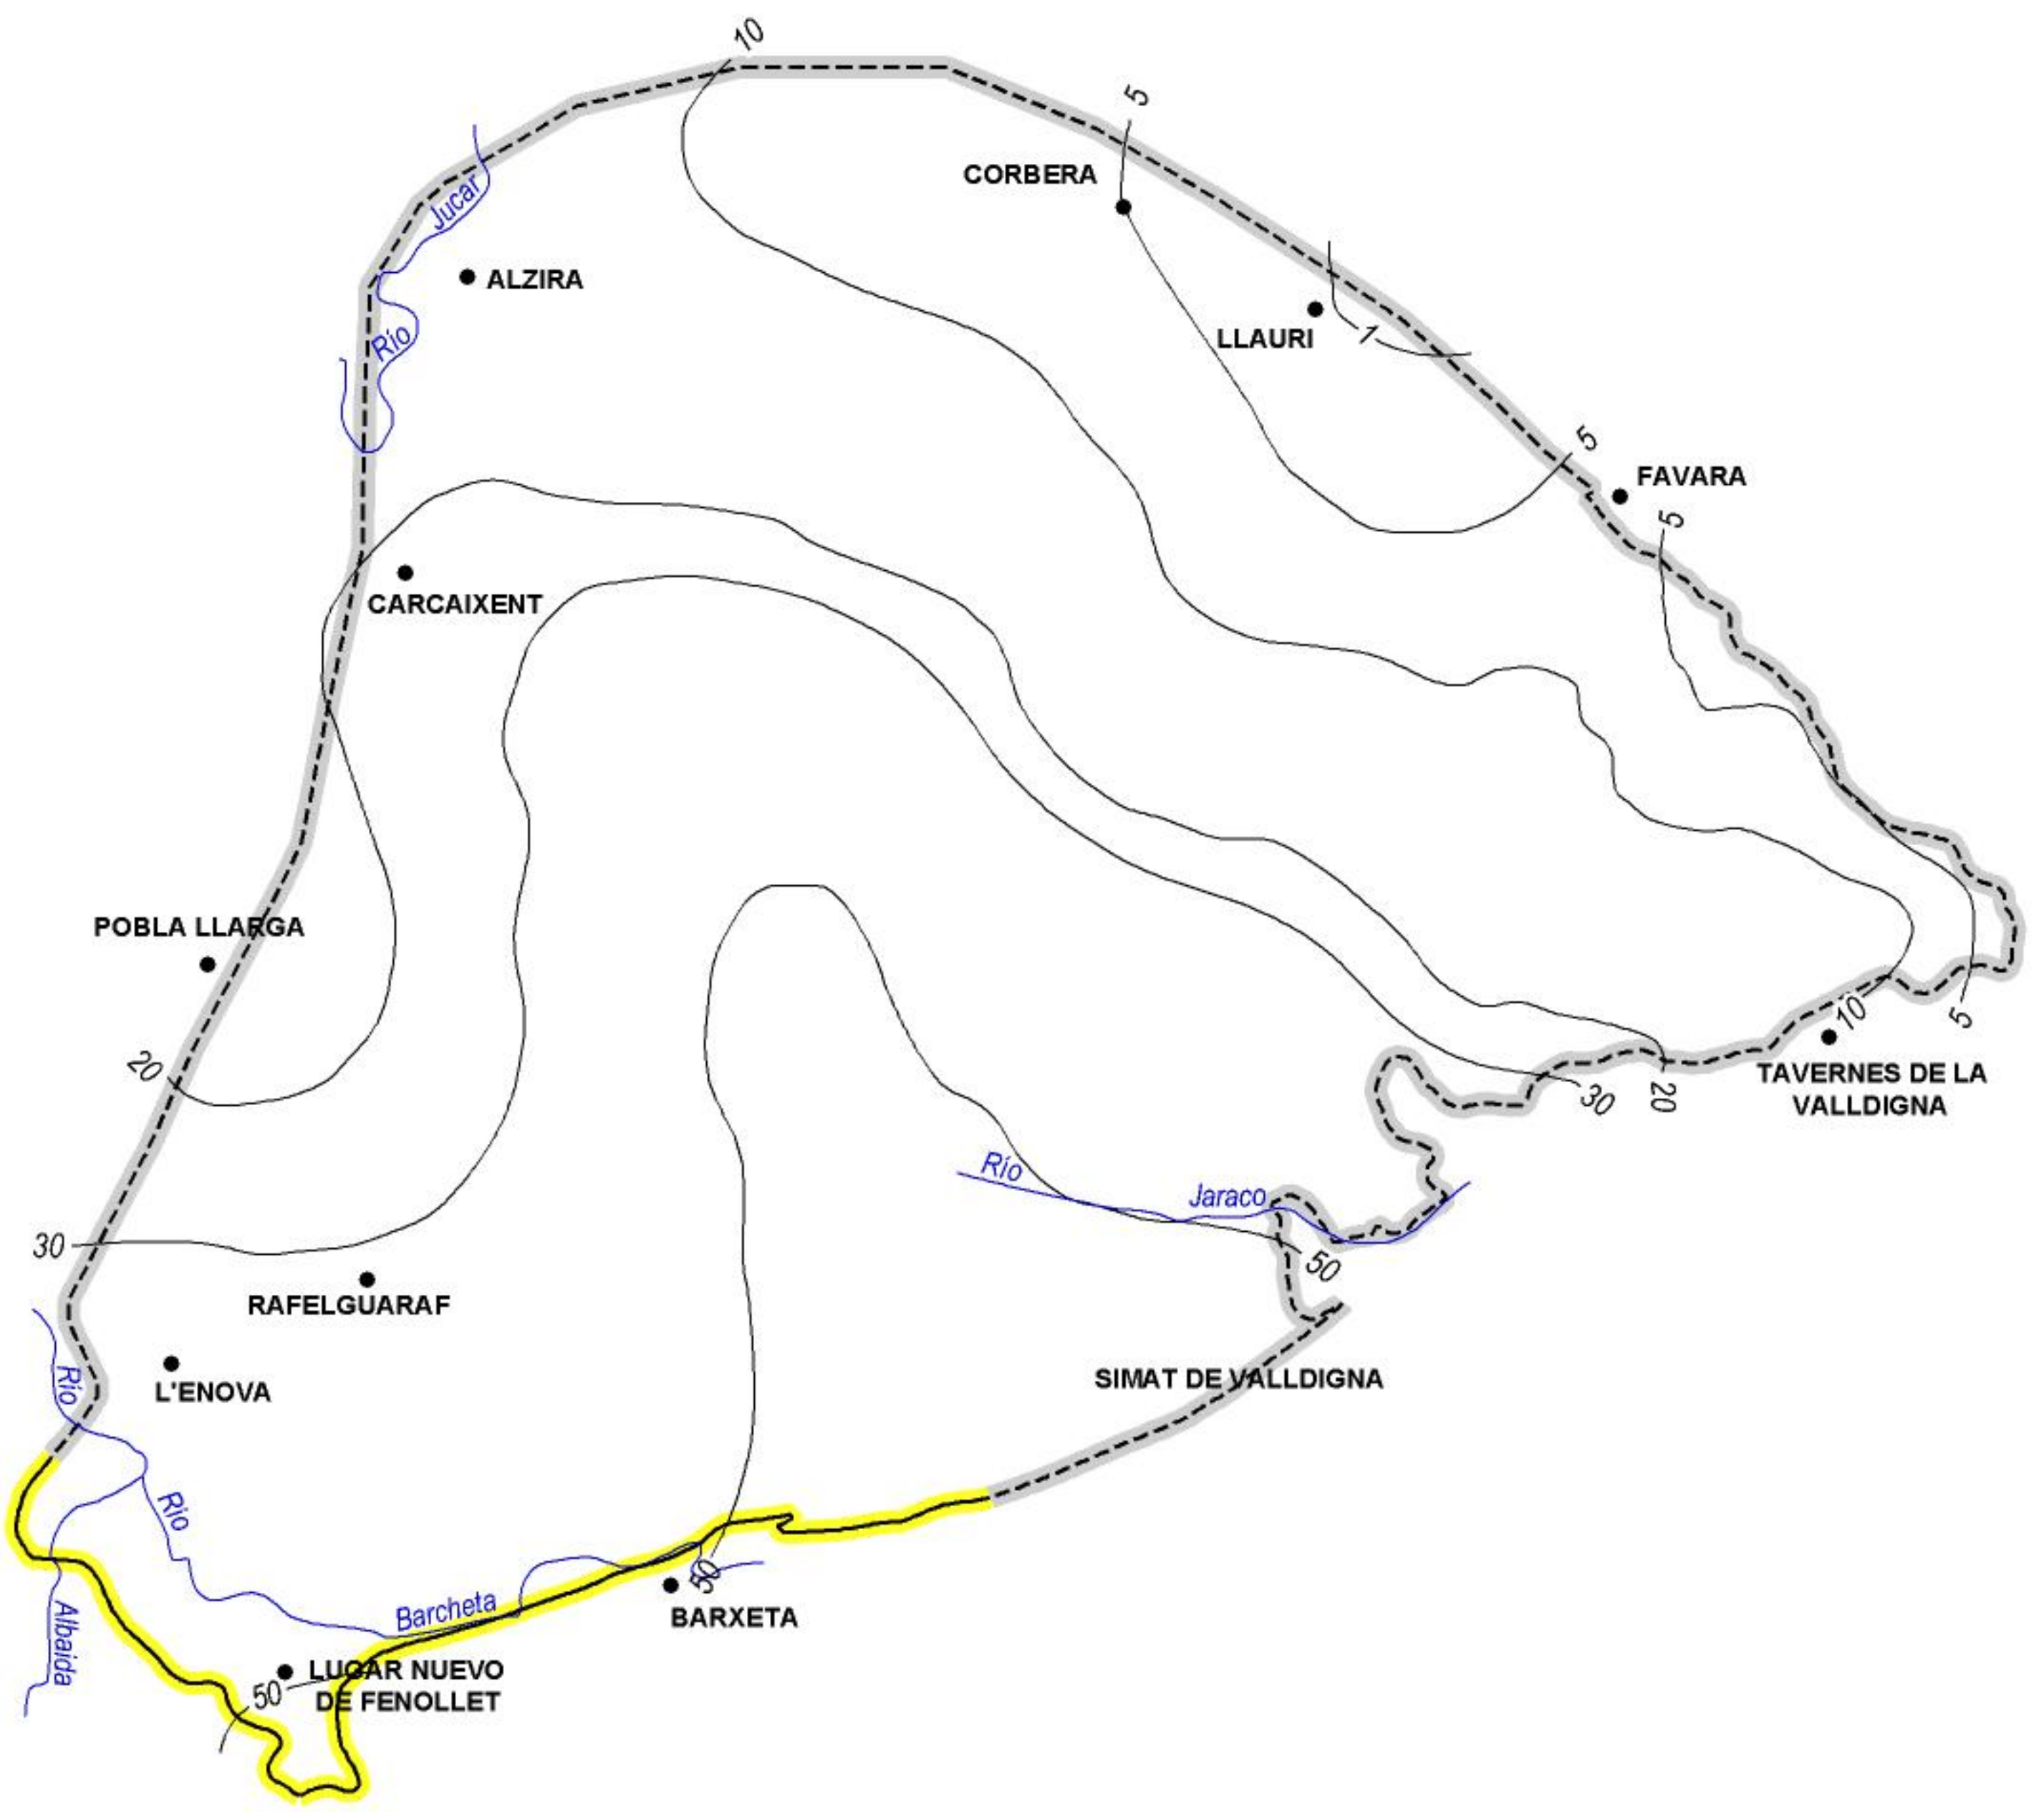 10
5
CORBERA
Jucar
ALZIRA
Río
LLAURI
1
5
FAVARA
5
CARCAIXENT
POBLA LLARGA
20
10
5
TAVERNES DE LA
VALLDIGNA
30
20
Río
Jaraco
30
50
RAFELGUARAF
Río
L'ENOVA
SIMAT DE VALLDIGNA
Rio
50
Barcheta
BARXETA
Albaida
LUGAR NUEVO
DE FENOLLET
50